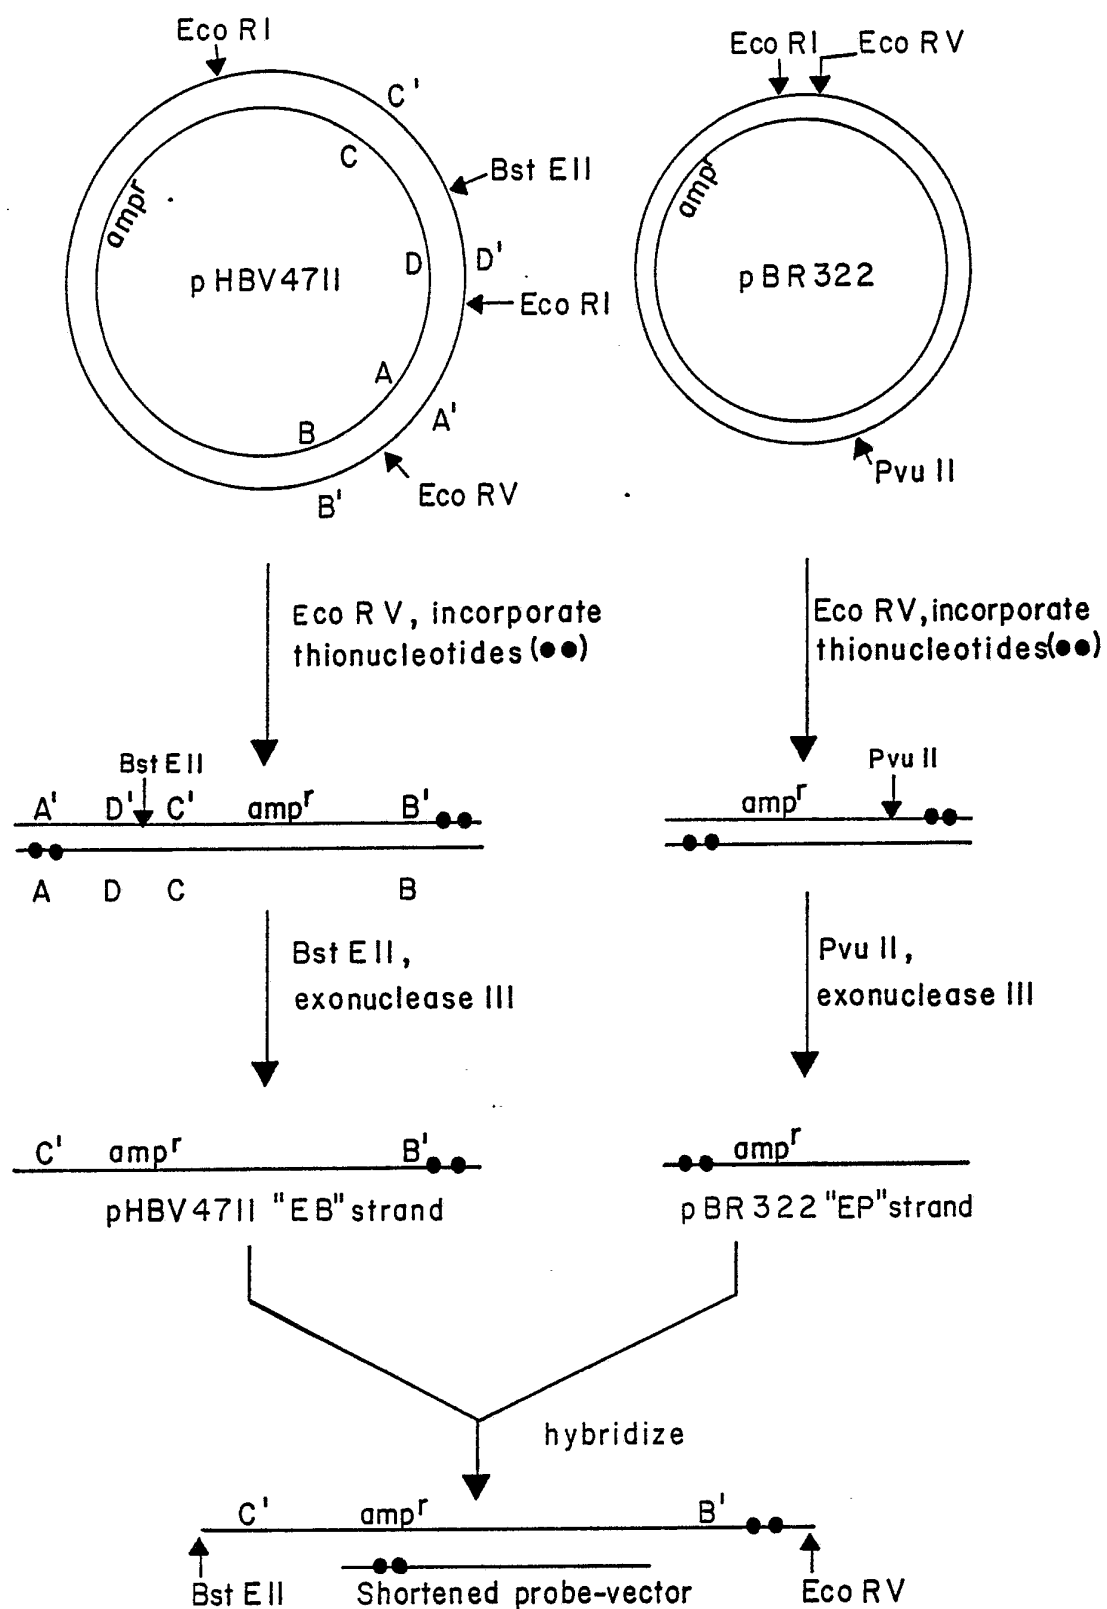 Eco RI
C'
C
Bst EII
amp^r
D
D'
pHBV4711
Eco RI
A
A'
B
Eco RV
B'
Eco RI
Eco RV
amp^r
pBR322
Pvu II
Eco RV, incorporate
thionucleotides (●●)
Eco RV, incorporate
thionucleotides(●●)
Bst EII
A' D' C' amp^r B'
A D C B
Pvu II
amp^r
Bst EII,
exonuclease III
Pvu II,
exonuclease III
C' amp^r B'
pHBV4711 "EB" strand
amp^r
pBR322 "EP" strand
hybridize
C' amp^r B'
Bst EII
Shortened probe-vector
Eco RV